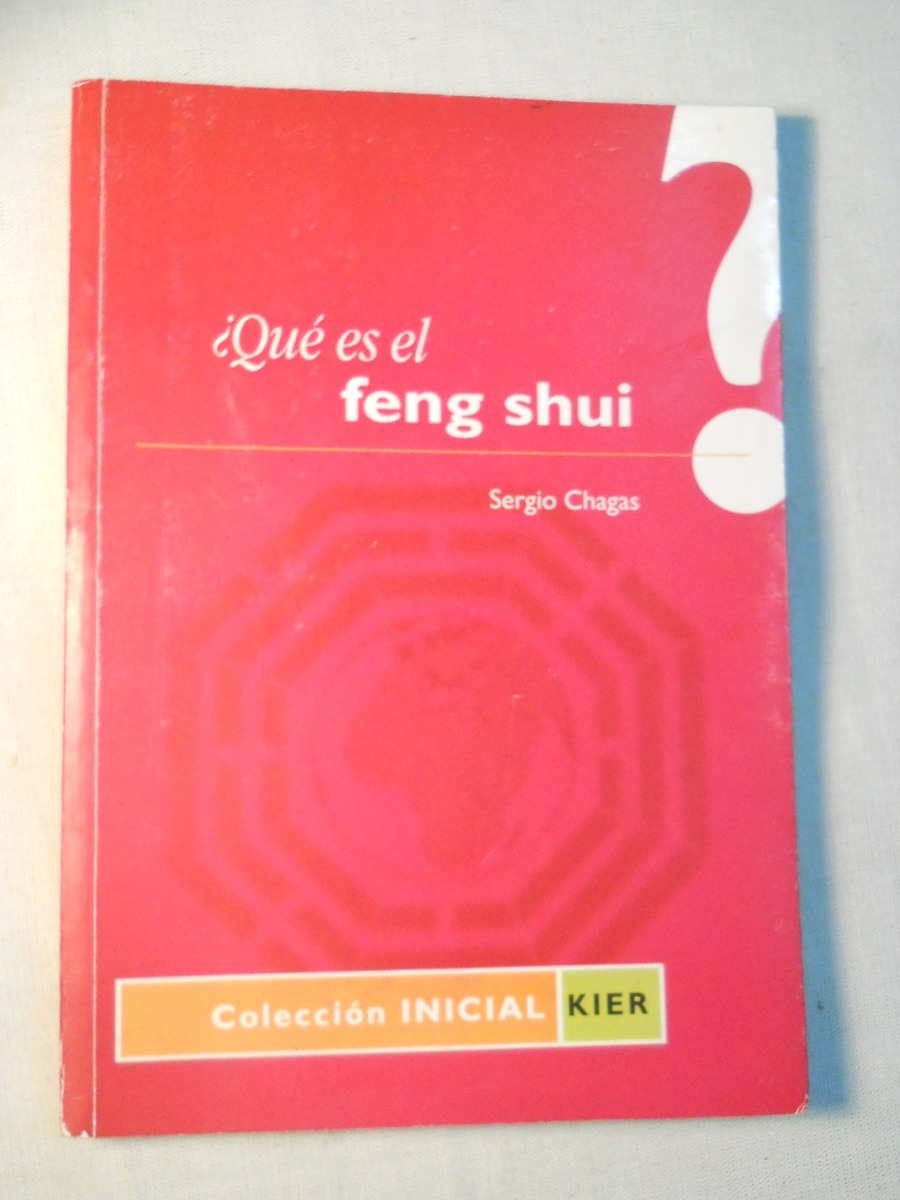 ¿Qué es el
feng shui
?
Sergio Chagas
Colección INICIAL KIER